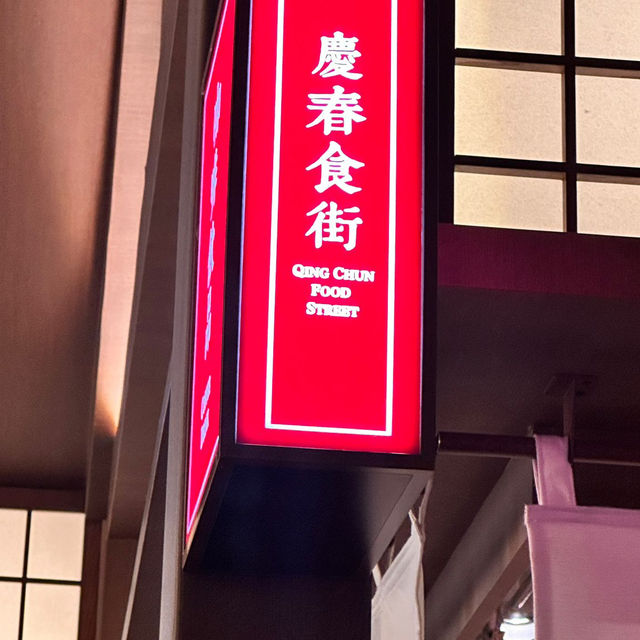 慶春食街
QING CHUN
FOOD
STREET